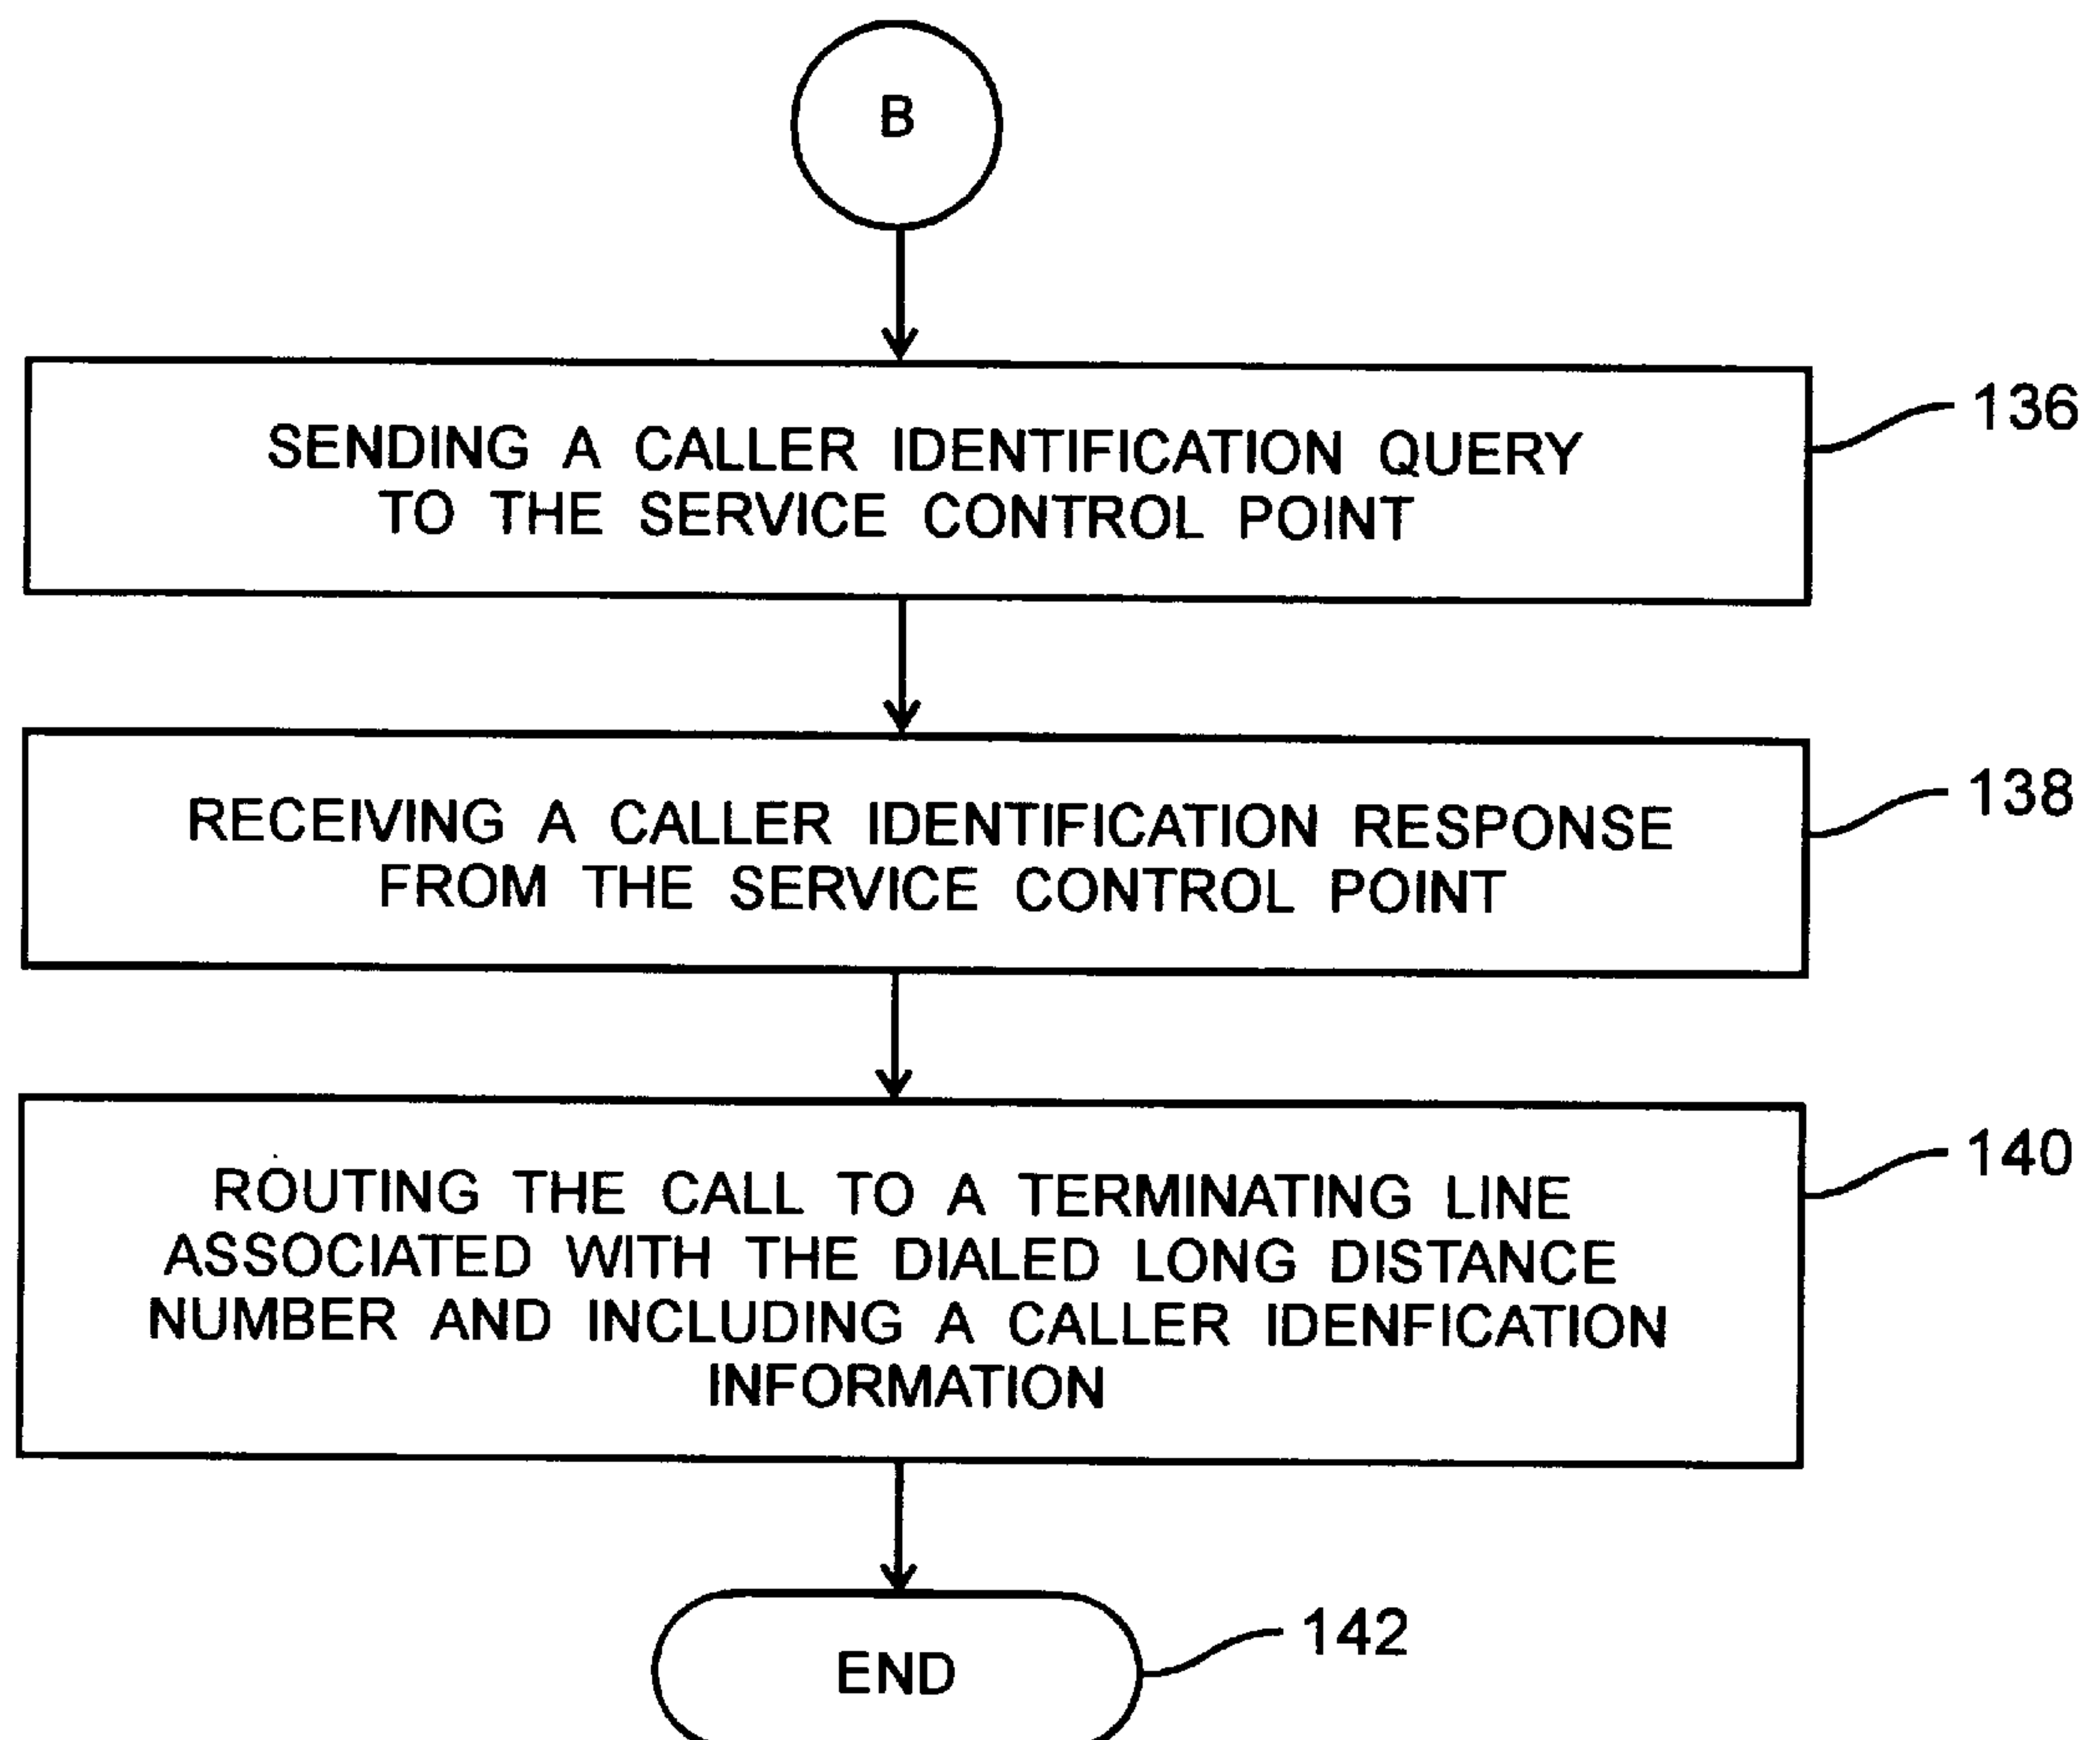 B
SENDING A CALLER IDENTIFICATION QUERY
TO THE SERVICE CONTROL POINT
136
RECEIVING A CALLER IDENTIFICATION RESPONSE
FROM THE SERVICE CONTROL POINT
138
ROUTING THE CALL TO A TERMINATING LINE
ASSOCIATED WITH THE DIALED LONG DISTANCE
NUMBER AND INCLUDING A CALLER IDENFICATION
INFORMATION
140
END
142